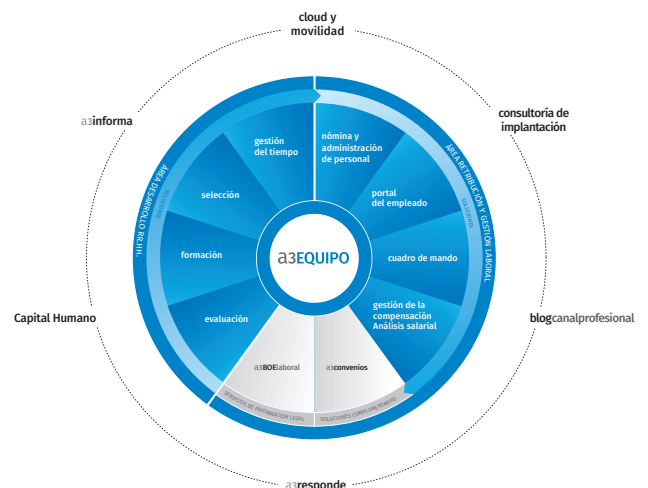 cloud y
movilidad
a3informa
consultoría de
implantación
gestión
del tiempo
nómina y
administración
de personal
ÁREA DESARROLLO RR.HH.
SOLUCIONES
ÁREA RETRIBUCIÓN Y GESTIÓN LABORAL
SOLUCIONES
selección
portal
del empleado
a3EQUIPO
formación
cuadro de mando
evaluación
gestión de la
compensación
Análisis salarial
Capital Humano
blogcanalprofesional
a3BOElaboral
a3convenios
SERVICIOS DE INFORMACIÓN LEGAL
SOLUCIONES COMPLEMENTARIAS
a3responde